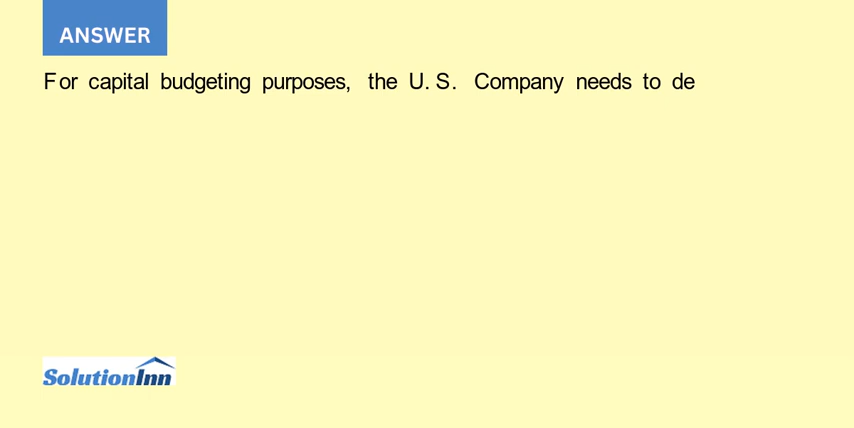 ANSWER
For capital budgeting purposes, the U. S. Company needs to de
SolutionInn